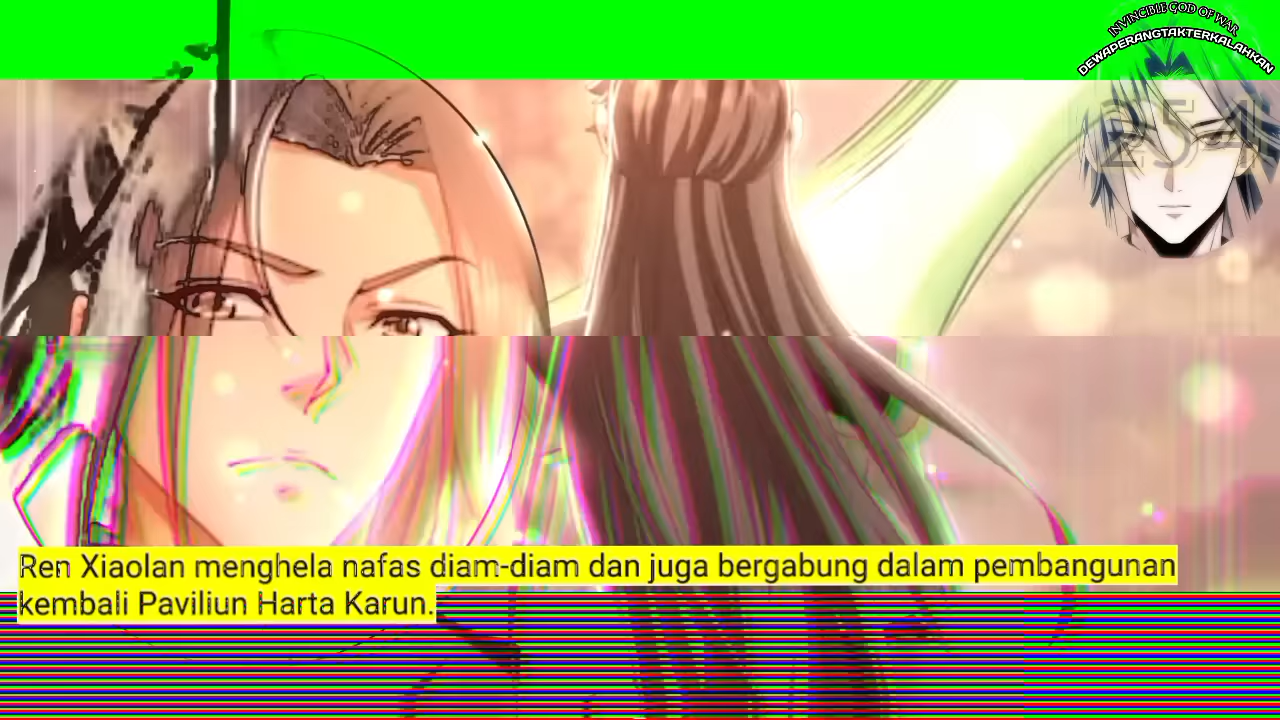 INVINCIBLE GOD OF WAR
DEWAPERANGTAKTERKALAHKAN
254
Ren Xiaolan menghela nafas diam-diam dan juga bergabung dalam pembangunan
kembali Paviliun Harta Karun.